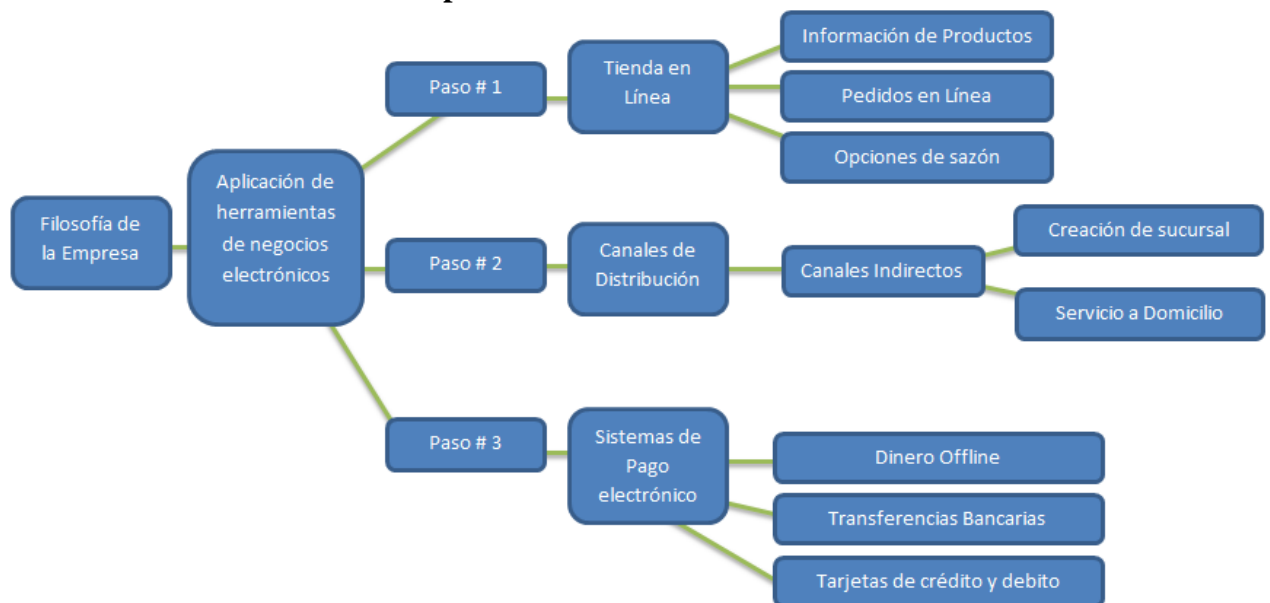 Filosofía de
la Empresa
Aplicación de
herramientas
de negocios
electrónicos
Paso # 1
Tienda en
Línea
Información de Productos
Pedidos en Línea
Opciones de sazón
Paso # 2
Canales de
Distribución
Canales Indirectos
Creación de sucursal
Servicio a Domicilio
Paso # 3
Sistemas de
Pago
electrónico
Dinero Offline
Transferencias Bancarias
Tarjetas de crédito y debito